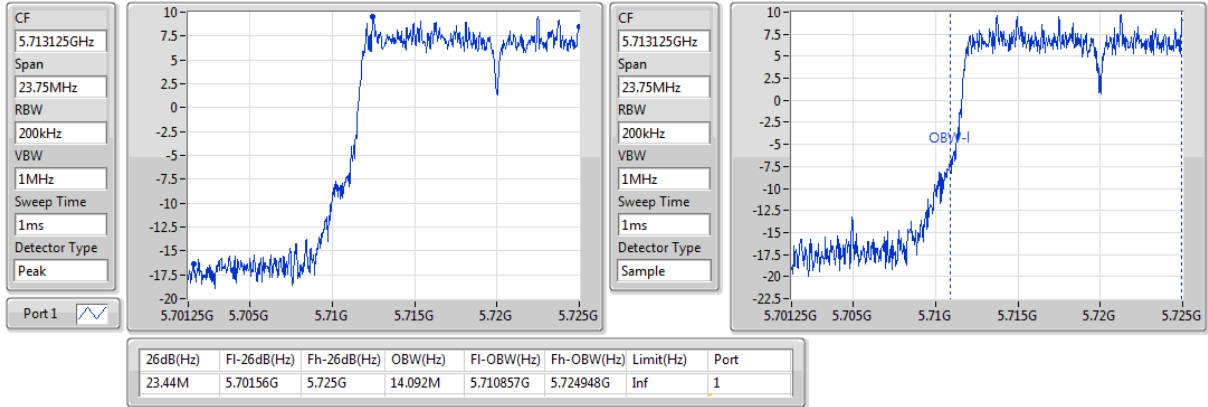 CF
5.713125GHz
Span
23.75MHz
RBW
200kHz
VBW
1MHz
Sweep Time
1ms
Detector Type
Peak
Port 1
10
7.5
5
2.5
0
-2.5
-5
-7.5
-10
-12.5
-15
-17.5
-20
5.70125G 5.705G 5.71G 5.715G 5.72G 5.725G
CF
5.713125GHz
Span
23.75MHz
RBW
200kHz
VBW
1MHz
Sweep Time
1ms
Detector Type
Sample
10
7.5
5
2.5
0
-2.5
-5
-7.5
-10
-12.5
-15
-17.5
-20
-22.5
OBW-l
5.70125G 5.705G 5.71G 5.715G 5.72G 5.725G
26dB(Hz) Fl-26dB(Hz) Fh-26dB(Hz) OBW(Hz) Fl-OBW(Hz) Fh-OBW(Hz) Limit(Hz) Port
23.44M 5.70156G 5.725G 14.092M 5.710857G 5.724948G Inf 1